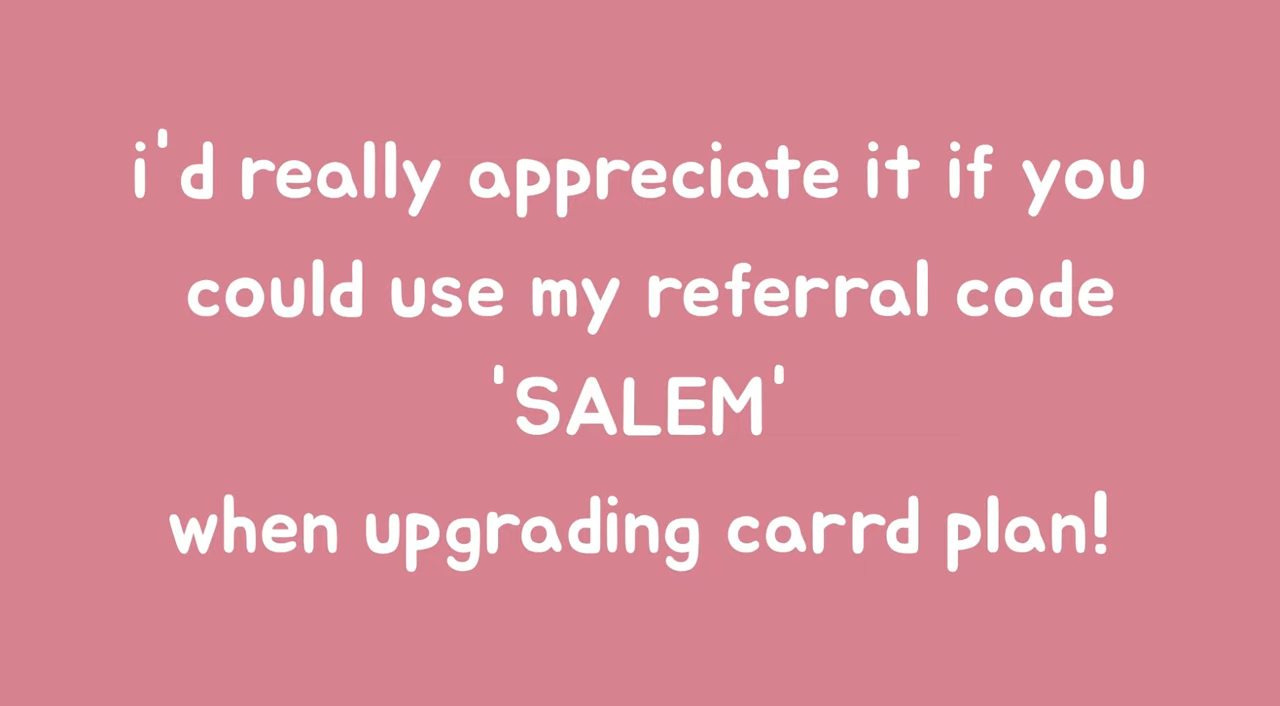 i'd really appreciate it if you
could use my referral code
'SALEM'
when upgrading carrd plan!